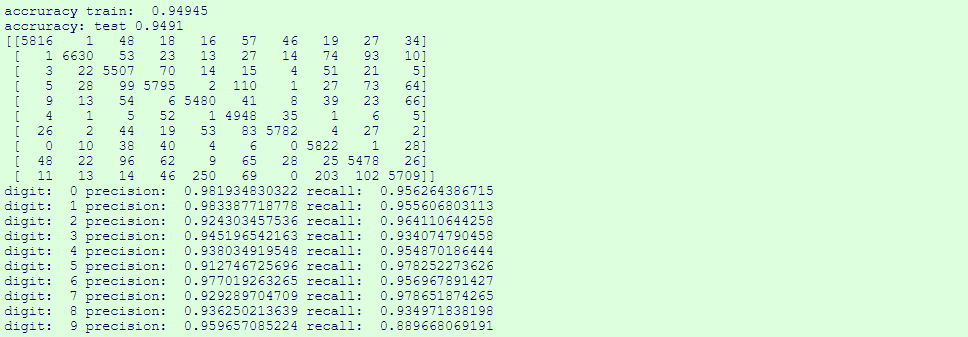 accruracy train:  0.94945
accruracy: test 0.9491
[[5816    1   48   18   16   57   46   19   27   34]
 [   1 6630   53   23   13   27   14   74   93   10]
 [   3   22 5507   70   14   15    4   51   21    5]
 [   5   28   99 5795    2  110    1   27   73   64]
 [   9   13   54    6 5480   41    8   39   23   66]
 [   4    1    5   52    1 4948   35    1    6    5]
 [  26    2   44   19   53   83 5782    4   27    2]
 [   0   10   38   40    4    6    0 5822    1   28]
 [  48   22   96   62    9   65   28   25 5478   26]
 [  11   13   14   46  250   69    0  203  102 5709]]
digit:  0 precision:  0.981934830322 recall:  0.956264386715
digit:  1 precision:  0.983387718778 recall:  0.955606803113
digit:  2 precision:  0.924303457536 recall:  0.964110644258
digit:  3 precision:  0.945196542163 recall:  0.934074790458
digit:  4 precision:  0.938034919548 recall:  0.954870186444
digit:  5 precision:  0.912746725696 recall:  0.978252273626
digit:  6 precision:  0.977019263265 recall:  0.956967891427
digit:  7 precision:  0.929289704709 recall:  0.978651874265
digit:  8 precision:  0.936250213639 recall:  0.934971838198
digit:  9 precision:  0.959657085224 recall:  0.889668069191